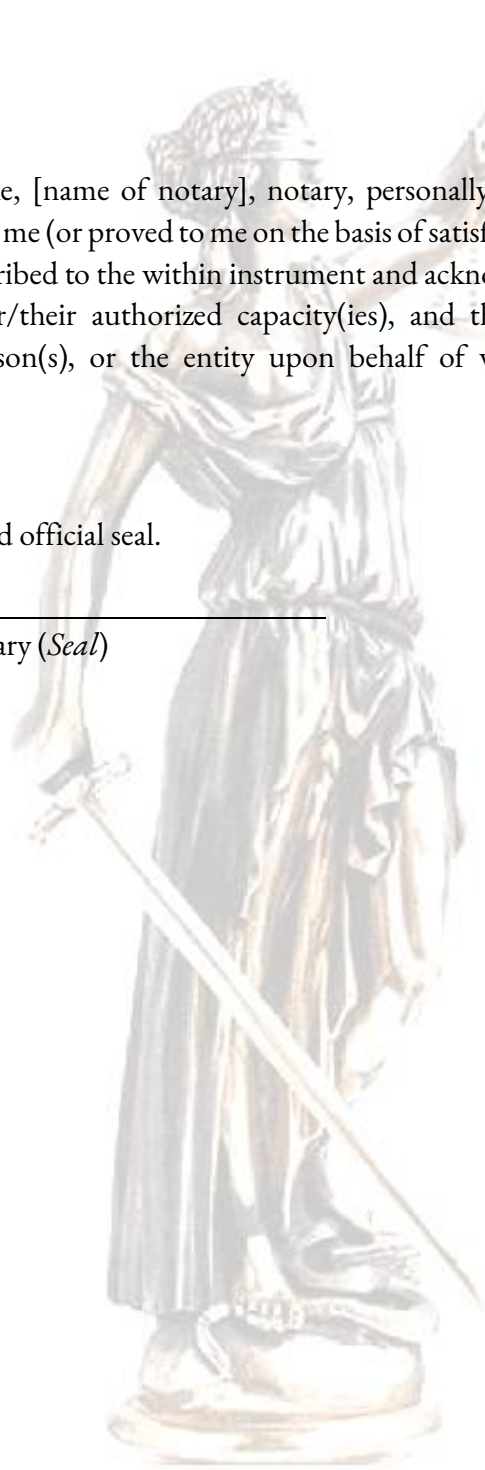 e, [name of notary], notary, personally
me (or proved to me on the basis of satisf
ribed to the within instrument and ackno
r/their authorized capacity(ies), and th
son(s), or the entity upon behalf of v
d official seal.
ary (Seal)